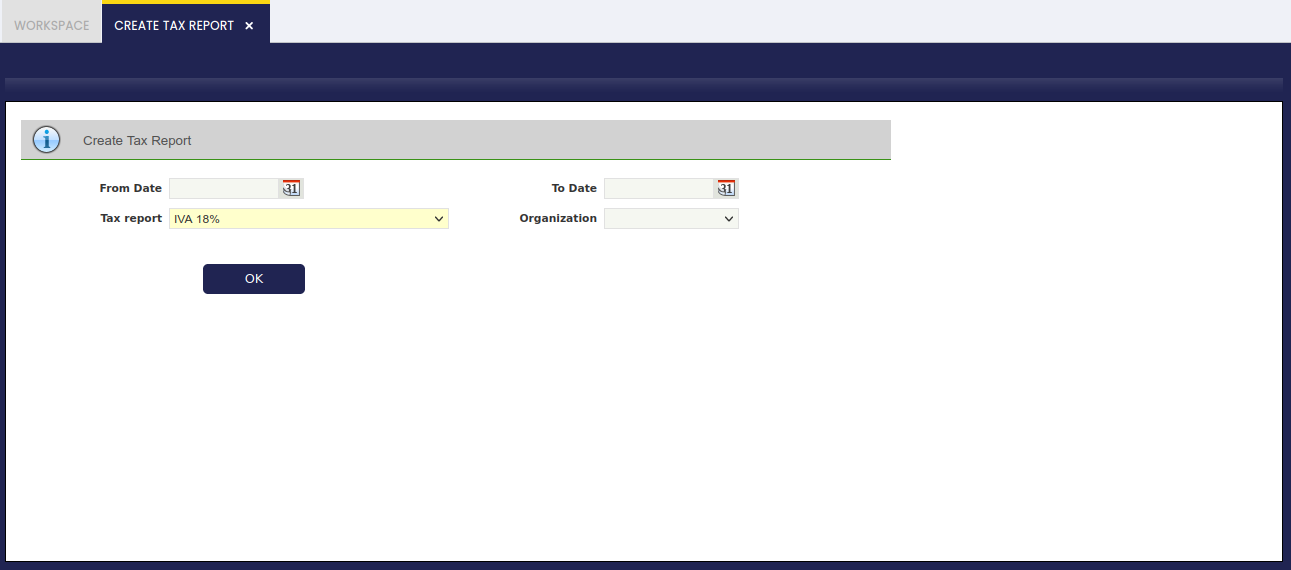 WORKSPACE
CREATE TAX REPORT ×
Create Tax Report
From Date 31 To Date 31
Tax report IVA 18% Organization
OK